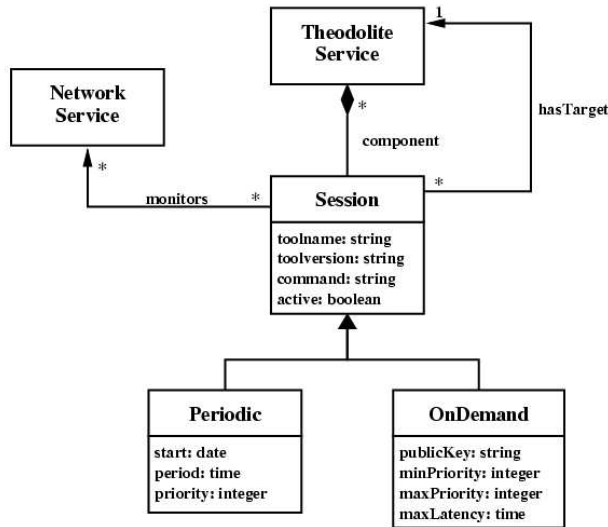 Theodolite
Service
1
Network
Service
*
hasTarget
component
*
*
monitors
*
*
Session
toolname: string
toolversion: string
command: string
active: boolean
Periodic
start: date
period: time
priority: integer
OnDemand
publicKey: string
minPriority: integer
maxPriority: integer
maxLatency: time